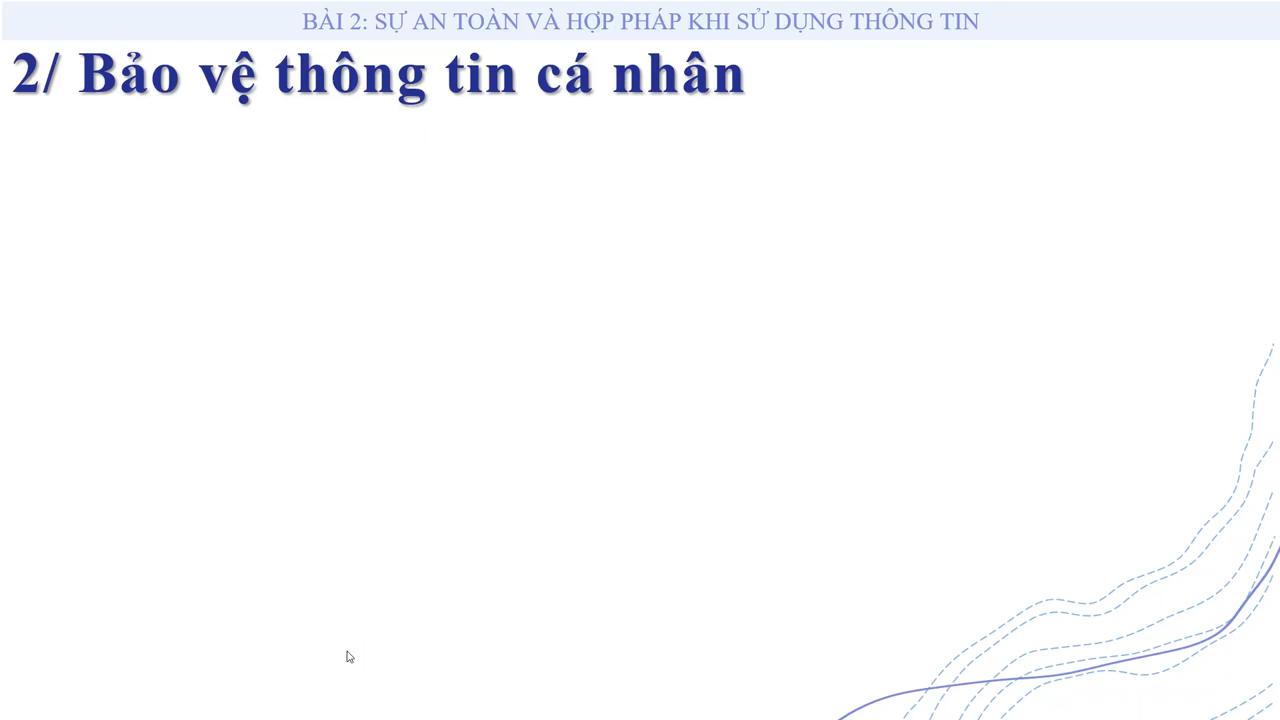 BÀI 2: SỰ AN TOÀN VÀ HỢP PHÁP KHI SỬ DỤNG THÔNG TIN
2/ Bảo vệ thông tin cá nhân